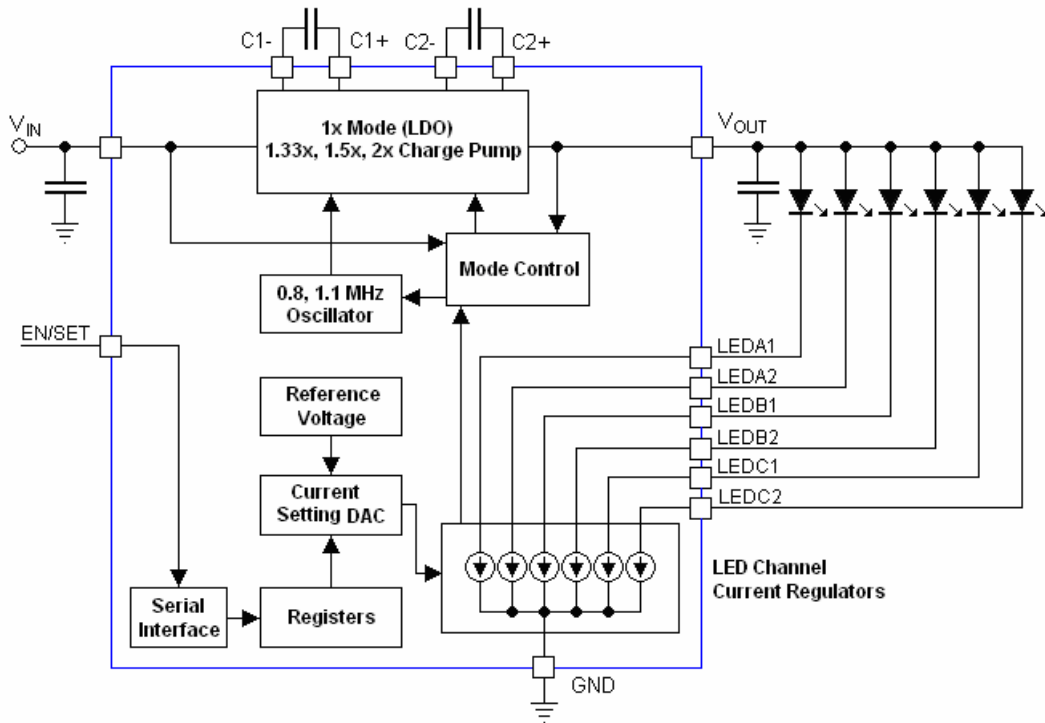 C1-
C1+
C2-
C2+
VIN
1x Mode (LDO)
1.33x, 1.5x, 2x Charge Pump
VOUT
Mode Control
0.8, 1.1 MHz
Oscillator
EN/SET
LEDA1
LEDA2
Reference
Voltage
LEDB1
LEDB2
LEDC1
Current
Setting DAC
LEDC2
LED Channel
Current Regulators
Serial
Interface
Registers
GND